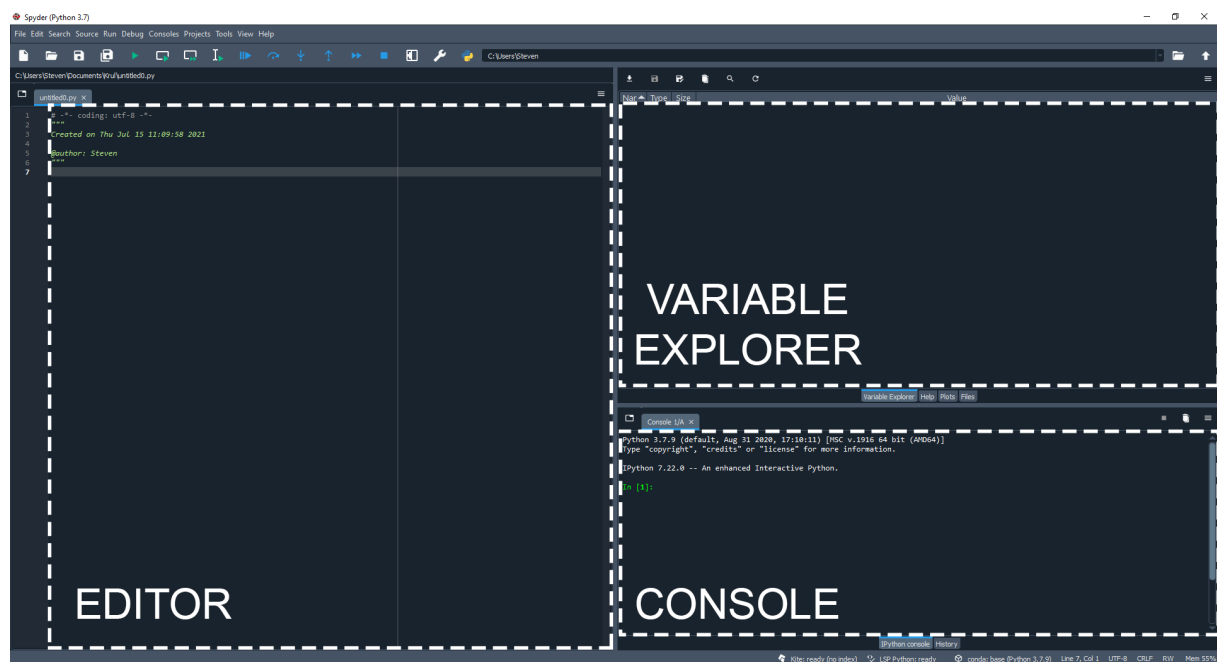 Spyder (Python 3.7)
File Edit Search Source Run Debug Consoles Projects Tools View Help
C:\Users\Steven
C:\Users\Steven\Documents\Krul\untitled0.py
untitled0.py
1 # -*- coding: utf-8 -*-
2 """
3 Created on Thu Jul 15 11:09:58 2021
4
5 @author: Steven
6 """
7
EDITOR
Nar Type Size Value
VARIABLE
EXPLORER
Variable Explorer Help Plots Files
Console 1/A
Python 3.7.9 (default, Aug 31 2020, 17:10:11) [MSC v.1916 64 bit (AMD64)]
Type "copyright", "credits" or "license" for more information.
IPython 7.22.0 -- An enhanced Interactive Python.
In [1]:
CONSOLE
IPython console History
Kite: ready (no index) LSP Python: ready conda: base (Python 3.7.9) Line 7, Col 1 UTF-8 CRLF RW Mem 55%